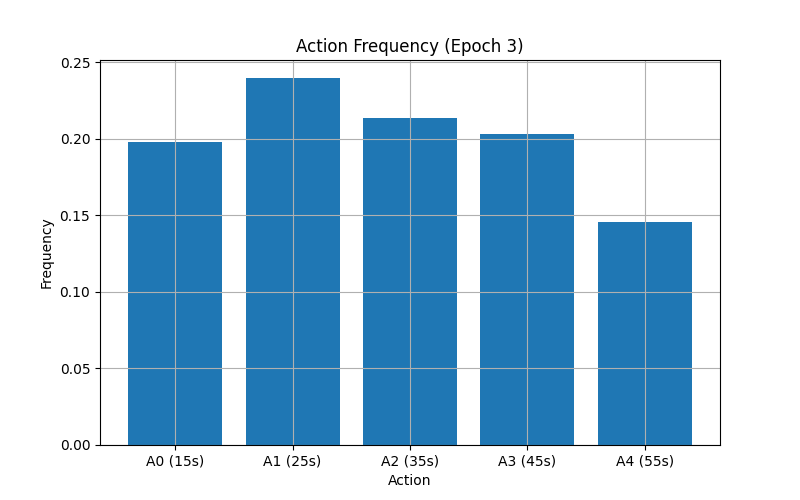 Action Frequency (Epoch 3)
0.25
0.20
0.15
0.10
0.05
0.00
Frequency
A0 (15s) A1 (25s) A2 (35s) A3 (45s) A4 (55s)
Action